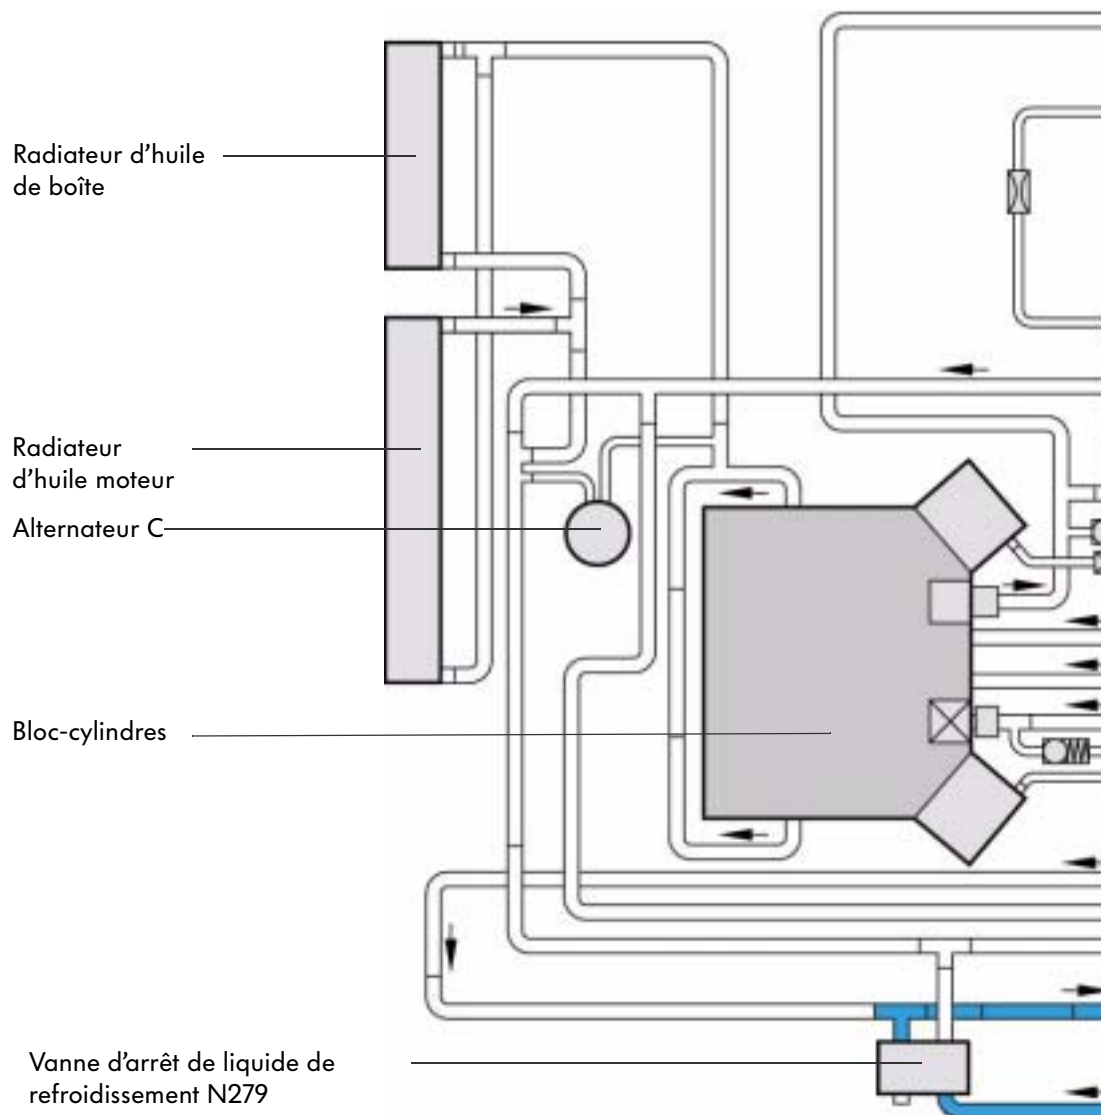 Radiateur d’huile
de boîte
Radiateur
d’huile moteur
Alternateur C
Bloc-cylindres
Vanne d’arrêt de liquide de
refroidissement N279